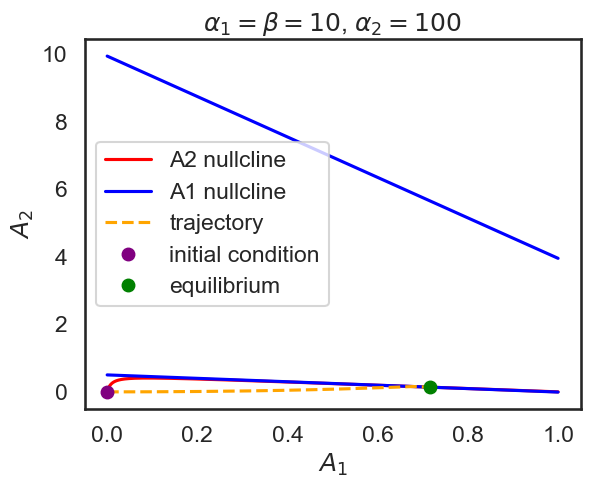 α₁ = β = 10, α₂ = 100
10
8
6
4
2
0
A₂
A2 nullcline
A1 nullcline
trajectory
initial condition
equilibrium
0.0 0.2 0.4 0.6 0.8 1.0
A₁